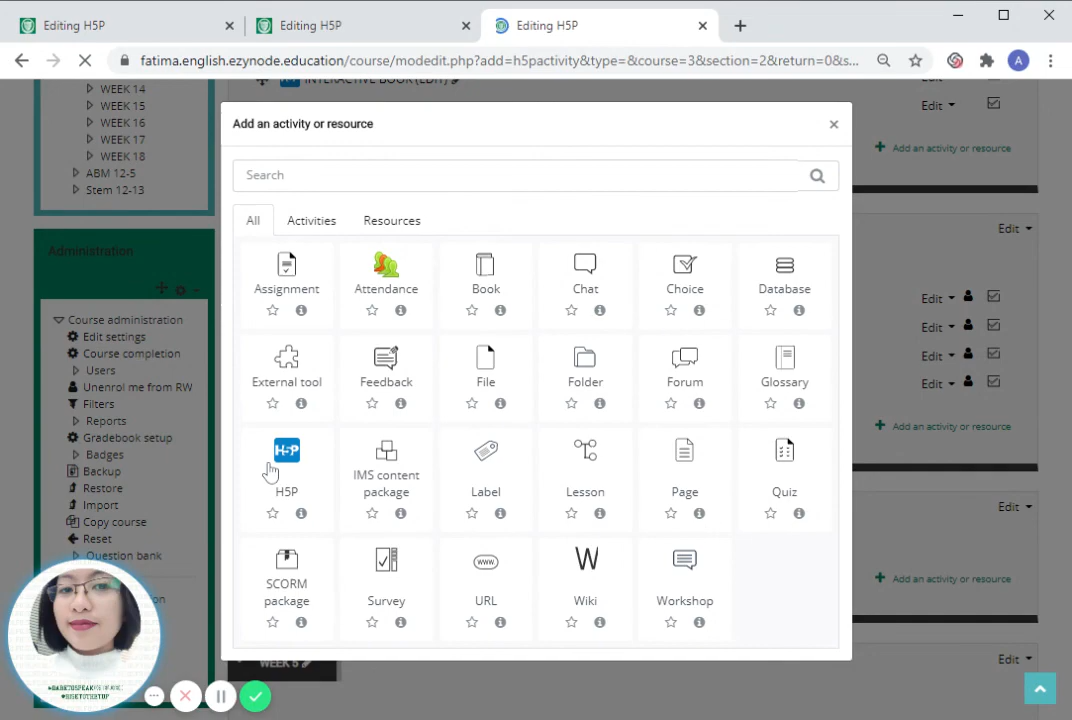 Editing H5P
Editing H5P
Editing H5P
fatima.english.ezynode.education/course/modedit.php?add=h5pactivity&type=&course=3&section=2&return=0&s...
A
INTERACTIVE BOOK (EDIT)
WEEK 14
WEEK 15
WEEK 16
WEEK 17
WEEK 18
ABM 12-5
Stem 12-13
Administration
Course administration
Edit settings
Course completion
Users
Unenrol me from RW
Filters
Reports
Gradebook setup
Badges
Backup
Restore
Import
Copy course
Reset
Question bank
Add an activity or resource
Search
All
Activities
Resources
Assignment
Attendance
Book
Chat
Choice
Database
External tool
Feedback
File
Folder
Forum
Glossary
H5P
H5P
IMS content
package
Label
Lesson
Page
Quiz
SCORM
package
Survey
www
URL
W
Wiki
Workshop
Edit
Edit
Add an activity or resource
Edit
Edit
Edit
Edit
Edit
Add an activity or resource
Edit
Add an activity or resource
WEEK 5
Edit
#RISETOTHETOP